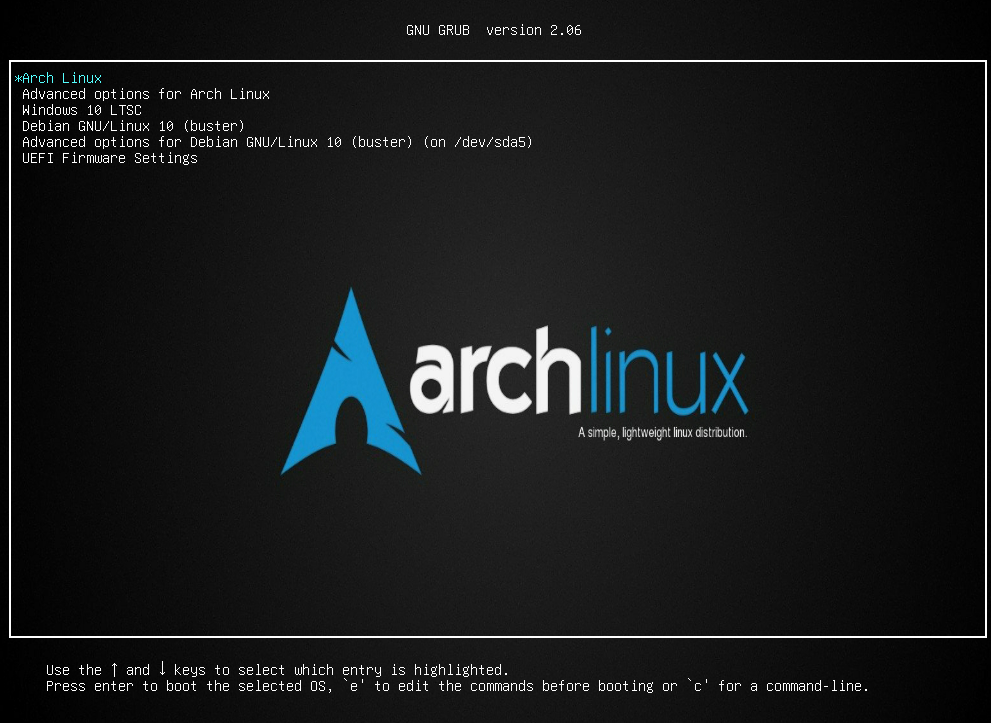 GNU GRUB  version 2.06
*Arch Linux
Advanced options for Arch Linux
Windows 10 LTSC
Debian GNU/Linux 10 (buster)
Advanced options for Debian GNU/Linux 10 (buster) (on /dev/sda5)
UEFI Firmware Settings
archlinux
A simple, lightweight linux distribution.
Use the ↑ and ↓ keys to select which entry is highlighted.
Press enter to boot the selected OS, `e' to edit the commands before booting or `c' for a command-line.